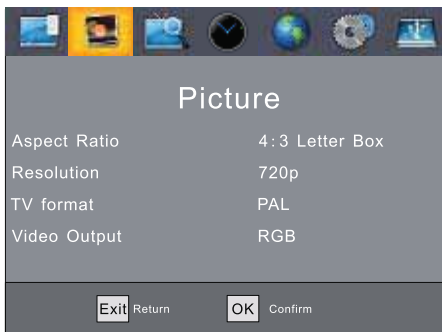 Picture
Aspect Ratio 4:3 Letter Box
Resolution 720p
TV format PAL
Video Output RGB
Exit Return OK Confirm